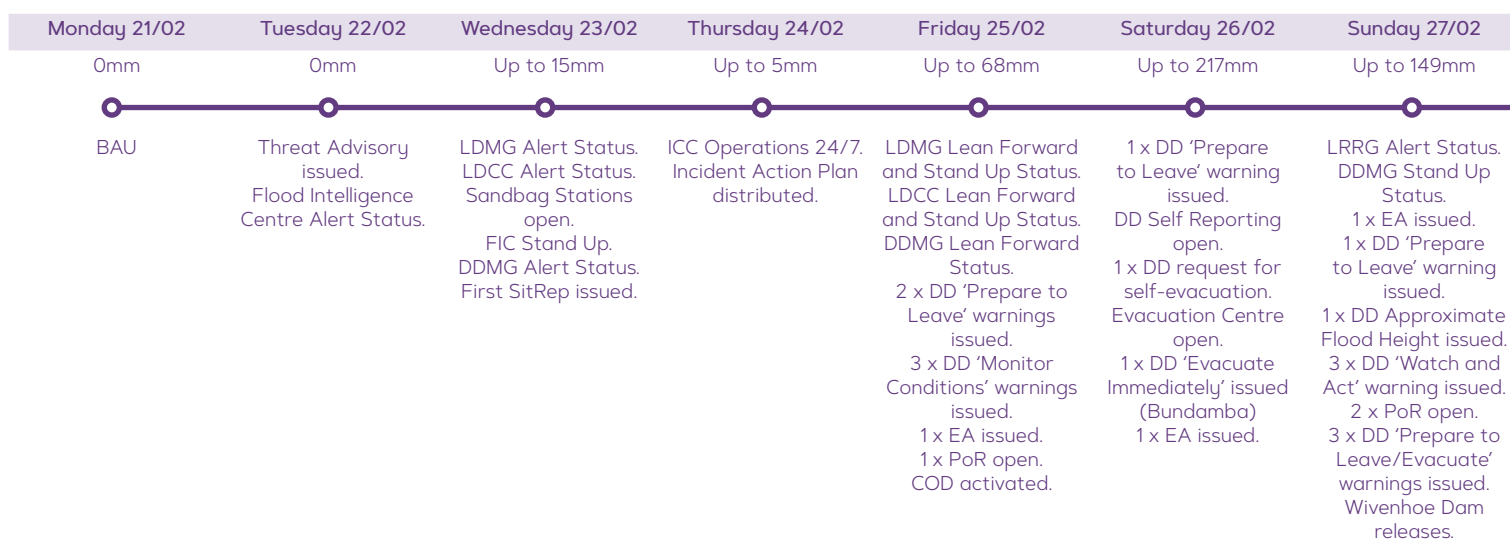 Monday 21/02
0mm
BAU
Tuesday 22/02
0mm
Threat Advisory
issued.
Flood Intelligence
Centre Alert Status.
Wednesday 23/02
Up to 15mm
LDMG Alert Status.
LDCC Alert Status.
Sandbag Stations
open.
FIC Stand Up.
DDMG Alert Status.
First SitRep issued.
Thursday 24/02
Up to 5mm
ICC Operations 24/7.
Incident Action Plan
distributed.
Friday 25/02
Up to 68mm
LDMG Lean Forward
and Stand Up Status.
LDCC Lean Forward
and Stand Up Status.
DDMG Lean Forward
Status.
2 x DD ‘Prepare to
Leave’ warnings
issued.
3 x DD ‘Monitor
Conditions’ warnings
issued.
1 x EA issued.
1 x PoR open.
COD activated.
Saturday 26/02
Up to 217mm
1 x DD ‘Prepare
to Leave’ warning
issued.
DD Self Reporting
open.
1 x DD request for
self-evacuation.
Evacuation Centre
open.
1 x DD ‘Evacuate
Immediately’ issued
(Bundamba)
1 x EA issued.
Sunday 27/02
Up to 149mm
LRRG Alert Status.
DDMG Stand Up
Status.
1 x EA issued.
1 x DD ‘Prepare
to Leave’ warning
issued.
1 x DD Approximate
Flood Height issued.
3 x DD ‘Watch and
Act’ warning issued.
2 x PoR open.
3 x DD ‘Prepare to
Leave/Evacuate’
warnings issued.
Wivenhoe Dam
releases.